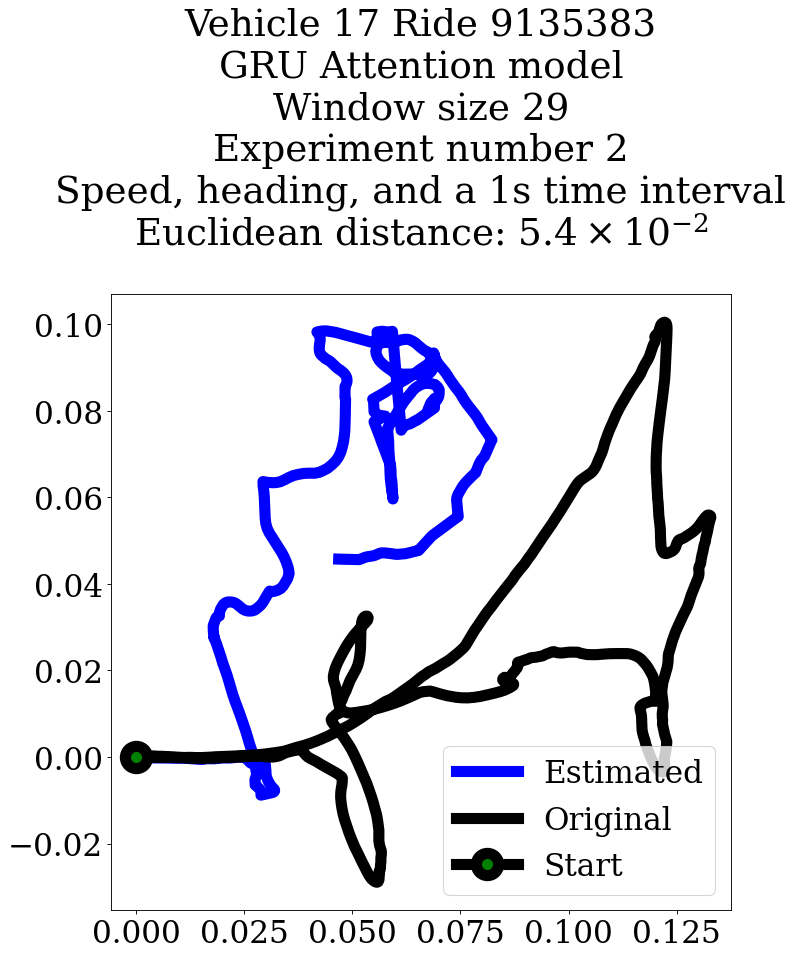 Vehicle 17 Ride 9135383
GRU Attention model
Window size 29
Experiment number 2
Speed, heading, and a 1s time interval
Euclidean distance: 5.4 × 10⁻²
0.10
0.08
0.06
0.04
0.02
0.00
−0.02
Estimated
Original
Start
0.000 0.025 0.050 0.075 0.100 0.125